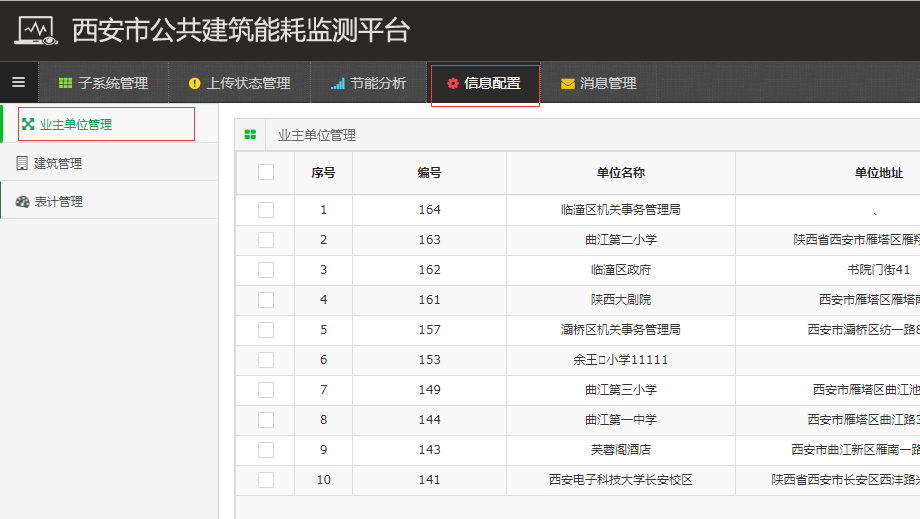 西安市公共建筑能耗监测平台
子系统管理 上传状态管理 节能分析 信息配置 消息管理
业主单位管理
建筑管理
表计管理
业主单位管理
序号 编号 单位名称 单位地址
1 164 临潼区机关事务管理局 、
2 163 曲江第二小学 陕西省西安市雁塔区雁
3 162 临潼区政府 书院门街41
4 161 陕西大剧院 西安市雁塔区雁塔
5 157 灞桥区机关事务管理局 西安市灞桥区纺一路
6 153 余王□小学11111
7 149 曲江第三小学 西安市雁塔区曲江池
8 144 曲江第一中学 西安市雁塔区曲江路
9 143 芙蓉阁酒店 西安市曲江新区雁南一路
10 141 西安电子科技大学长安校区 陕西省西安市长安区西沣路